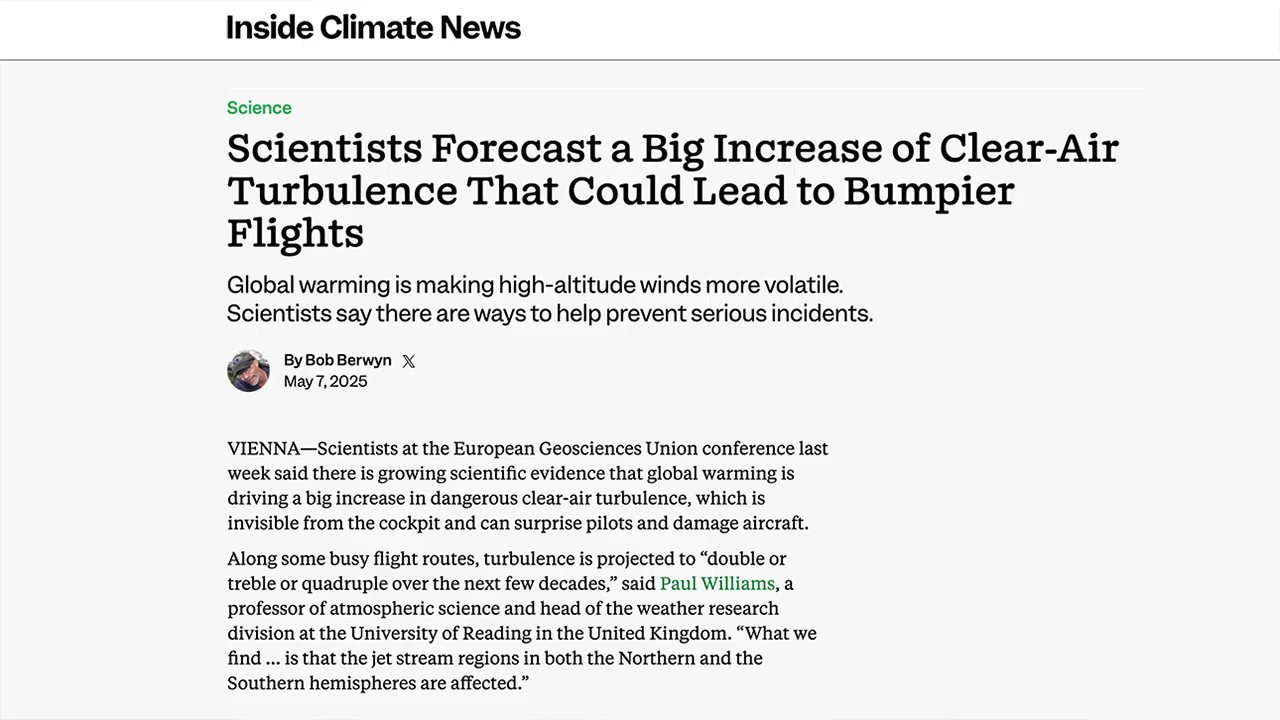 Inside Climate News
Science
Scientists Forecast a Big Increase of Clear-Air
Turbulence That Could Lead to Bumpier
Flights
Global warming is making high-altitude winds more volatile.
Scientists say there are ways to help prevent serious incidents.
By Bob Berwyn X
May 7, 2025
VIENNA—Scientists at the European Geosciences Union conference last
week said there is growing scientific evidence that global warming is
driving a big increase in dangerous clear-air turbulence, which is
invisible from the cockpit and can surprise pilots and damage aircraft.
Along some busy flight routes, turbulence is projected to “double or
treble or quadruple over the next few decades,” said Paul Williams, a
professor of atmospheric science and head of the weather research
division at the University of Reading in the United Kingdom. “What we
find ... is that the jet stream regions in both the Northern and the
Southern hemispheres are affected.”